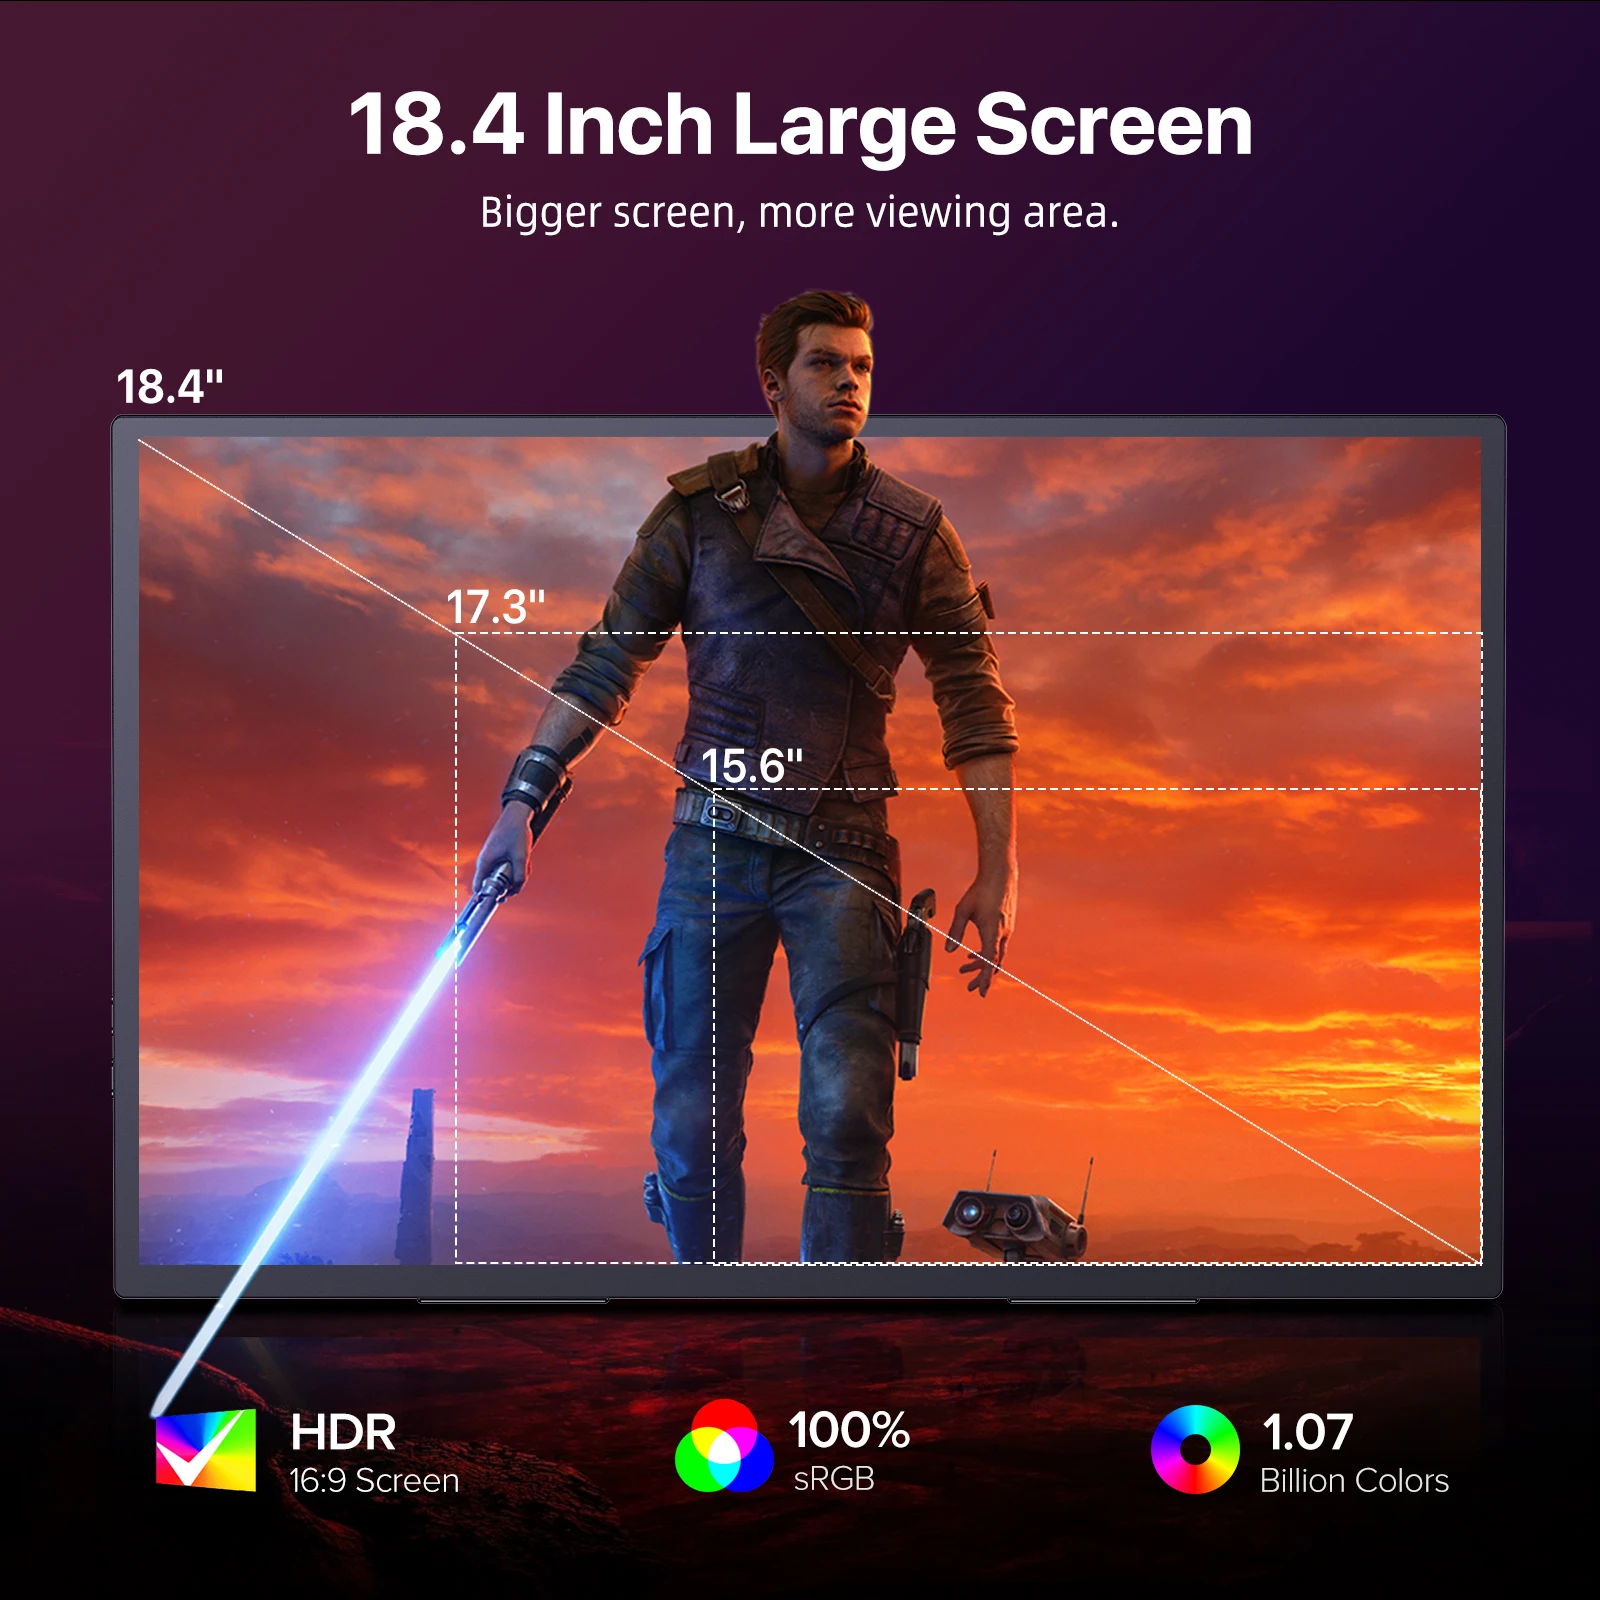 18.4 Inch Large Screen
Bigger screen, more viewing area.
18.4"
17.3"
15.6"
HDR
16:9 Screen
100%
sRGB
1.07
Billion Colors